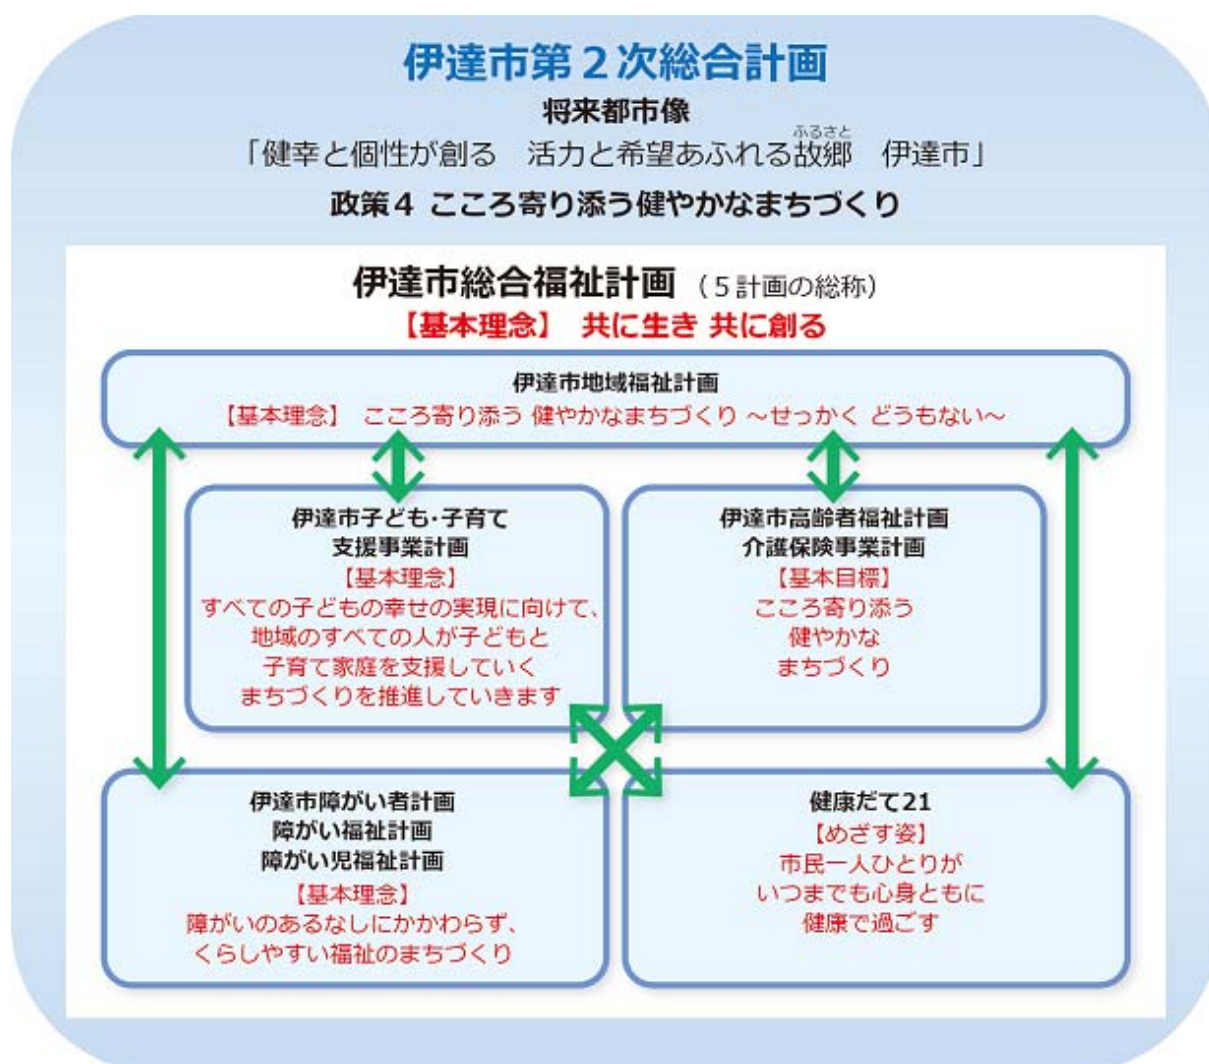 伊達市第２次総合計画
将来都市像
ふるさと
「健幸と個性が創る　活力と希望あふれる故郷　伊達市」
政策４ こころ寄り添う健やかなまちづくり
伊達市総合福祉計画（５計画の総称）
【基本理念】 共に生き 共に創る
伊達市地域福祉計画
【基本理念】 こころ寄り添う 健やかなまちづくり ～せっかく どうもない～
伊達市子ども・子育て
支援事業計画
【基本理念】
すべての子どもの幸せの実現に向けて、
地域のすべての人が子どもと
子育て家庭を支援していく
まちづくりを推進していきます
伊達市高齢者福祉計画
介護保険事業計画
【基本目標】
こころ寄り添う
健やかな
まちづくり
伊達市障がい者計画
障がい福祉計画
障がい児福祉計画
【基本理念】
障がいのあるなしにかかわらず、
くらしやすい福祉のまちづくり
健康だて21
【めざす姿】
市民一人ひとりが
いつまでも心身ともに
健康で過ごす